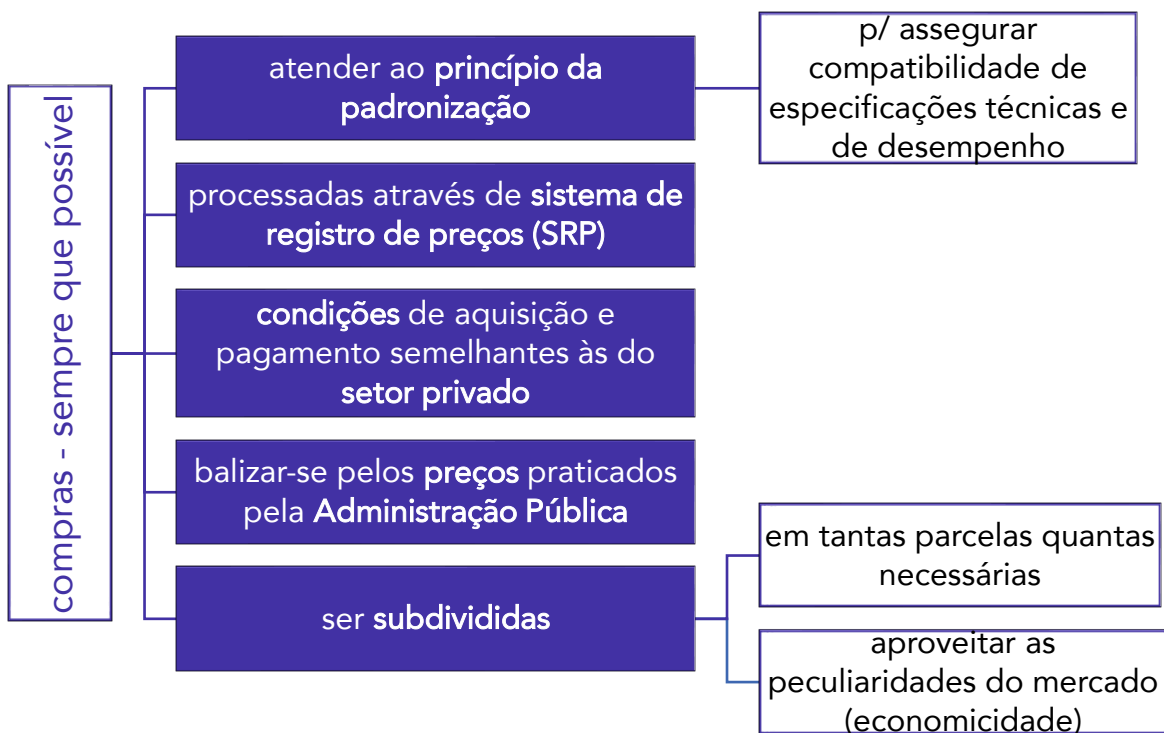 compras - sempre que possível
atender ao princípio da
padronização
p/ assegurar
compatibilidade de
especificações técnicas e
de desempenho
processadas através de sistema de
registro de preços (SRP)
condições de aquisição e
pagamento semelhantes às do
setor privado
balizar-se pelos preços praticados
pela Administração Pública
ser subdivididas
em tantas parcelas quantas
necessárias
aproveitar as
peculiaridades do mercado
(economicidade)